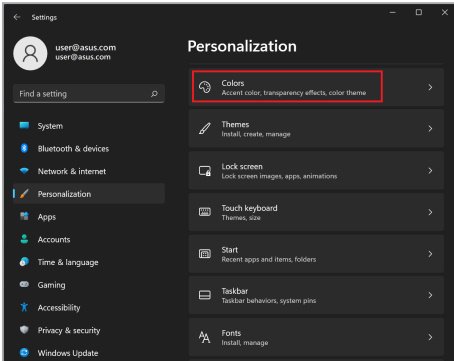 Settings
user@asus.com
user@asus.com
Find a setting
System
Bluetooth & devices
Network & internet
Personalization
Apps
Accounts
Time & language
Gaming
Accessibility
Privacy & security
Windows Update
Personalization
Colors
Accent color, transparency effects, color theme
Themes
Install, create, manage
Lock screen
Lock screen images, apps, animations
Touch keyboard
Themes, size
Start
Recent apps and items, folders
Taskbar
Taskbar behaviors, system pins
Fonts
Install, manage